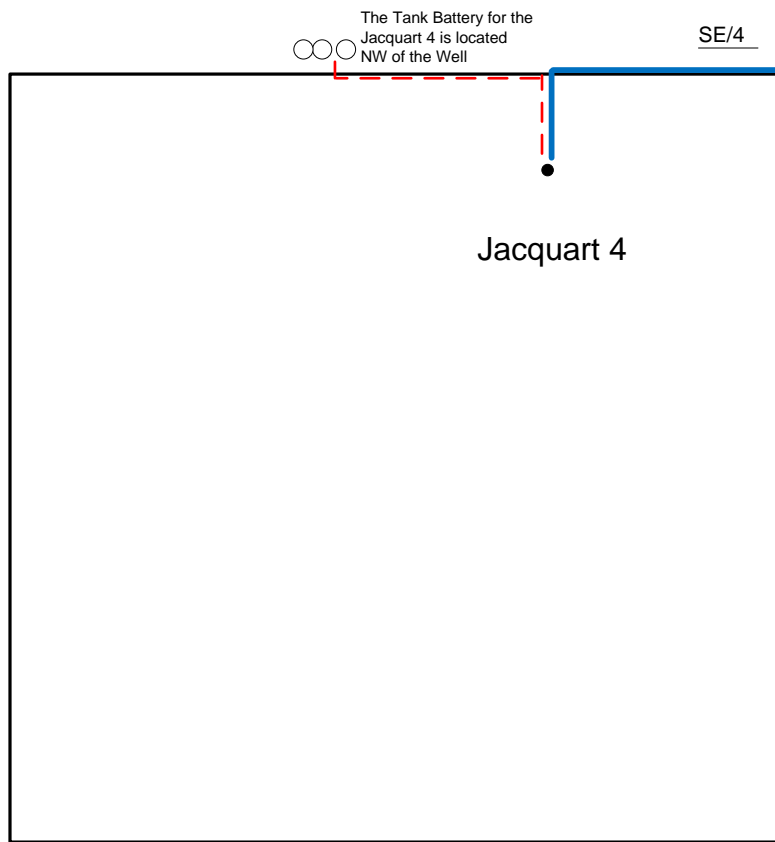 The Tank Battery for the
Jacquart 4 is located
NW of the Well
SE/4
Jacquart 4